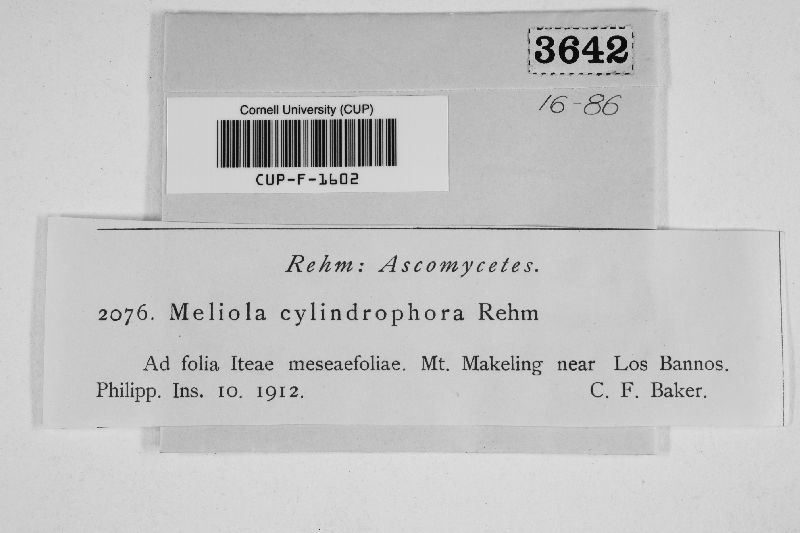 3642
16-86
Cornell University (CUP)
CUP-F-1602
Rehm: Ascomycetes.
2076. Meliola cylindrophora Rehm
Ad folia Iteae meseaefoliae. Mt. Makeling near Los Bannos.
Philipp. Ins. 10. 1912. C. F. Baker.